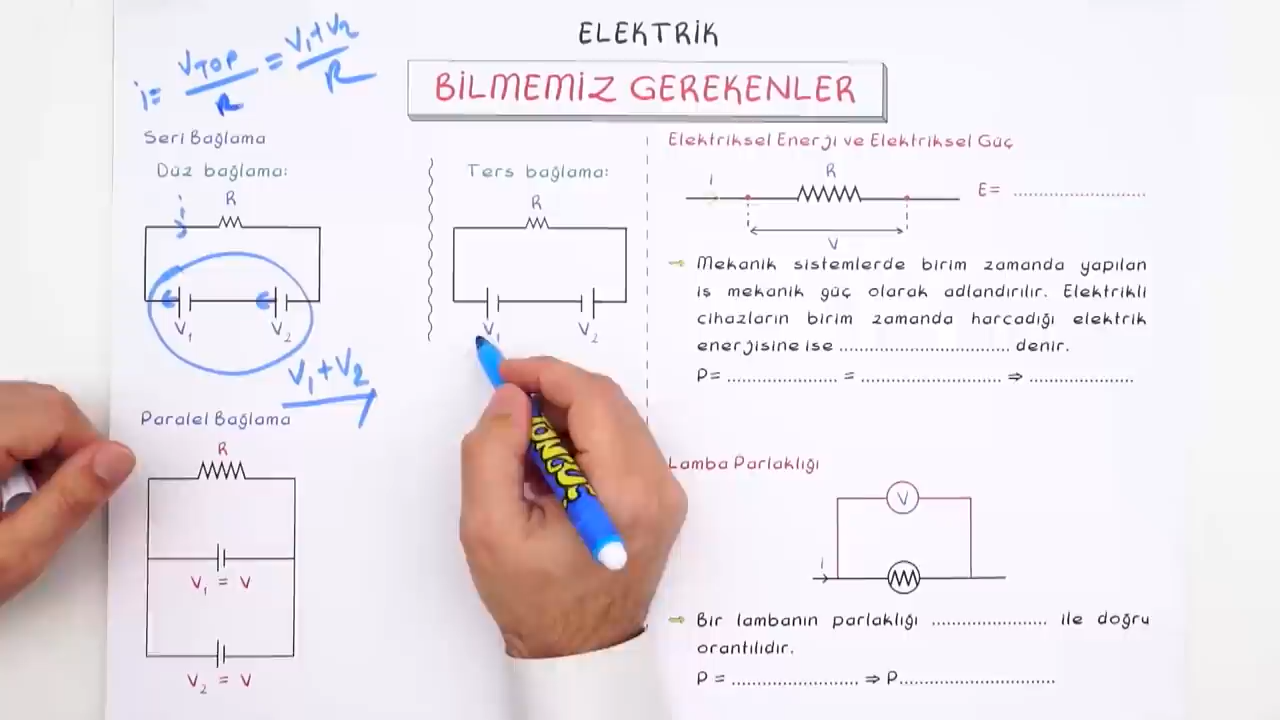 ELEKTRİK
BİLMEMİZ GEREKENLER
i = VTOP / R = V1+V2 / R
Seri Bağlama
Düz bağlama:
i
R
V1
V2
V1+V2
Ters bağlama:
R
V1
V2
Paralel Bağlama
R
V1 = V
V2 = V
Elektriksel Enerji ve Elektriksel Güç
i
R
V
E= ........................
Mekanik sistemlerde birim zamanda yapılan
iş mekanik güç olarak adlandırılır. Elektrikli
cihazların birim zamanda harcadığı elektrik
enerjisine ise ............................... denir.
P= .................... = ......................... ⇒ ...................
Lamba Parlaklığı
V
i
Bir lambanın parlaklığı ..................... ile doğru
orantılıdır.
P = ....................... ⇒ P............................